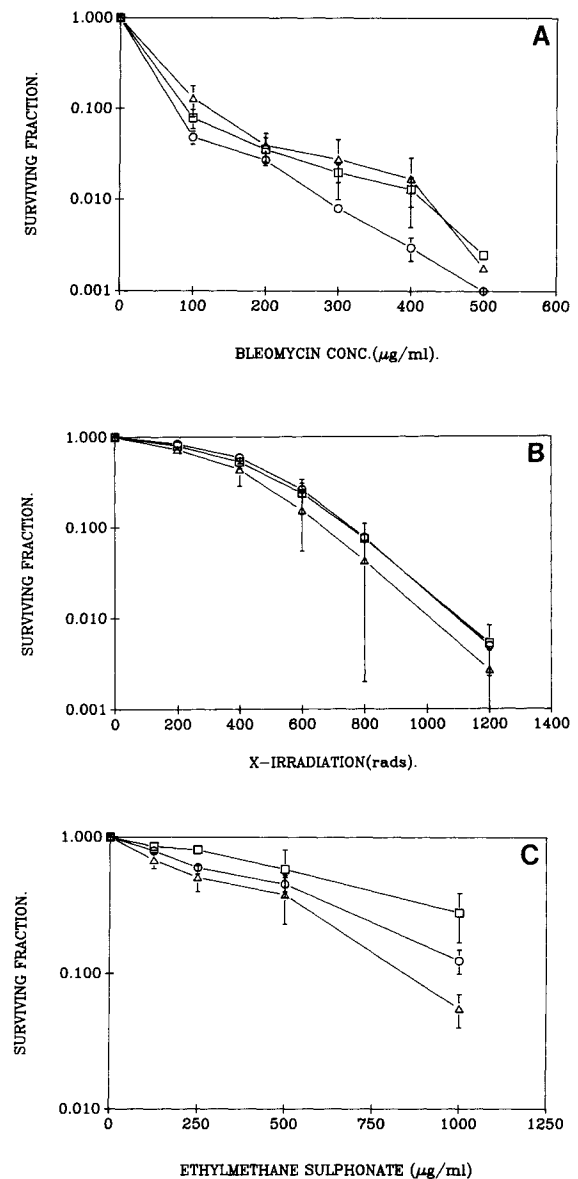 A
SURVIVING FRACTION.
1.000
0.100
0.010
0.001
0 100 200 300 400 500 600
BLEOMYCIN CONC.(μg/ml).
B
SURVIVING FRACTION.
1.000
0.100
0.010
0.001
0 200 400 600 800 1000 1200 1400
X-IRRADIATION(rads).
C
SURVIVING FRACTION.
1.000
0.100
0.010
0 250 500 750 1000 1250
ETHYLMETHANE SULPHONATE (μg/ml)